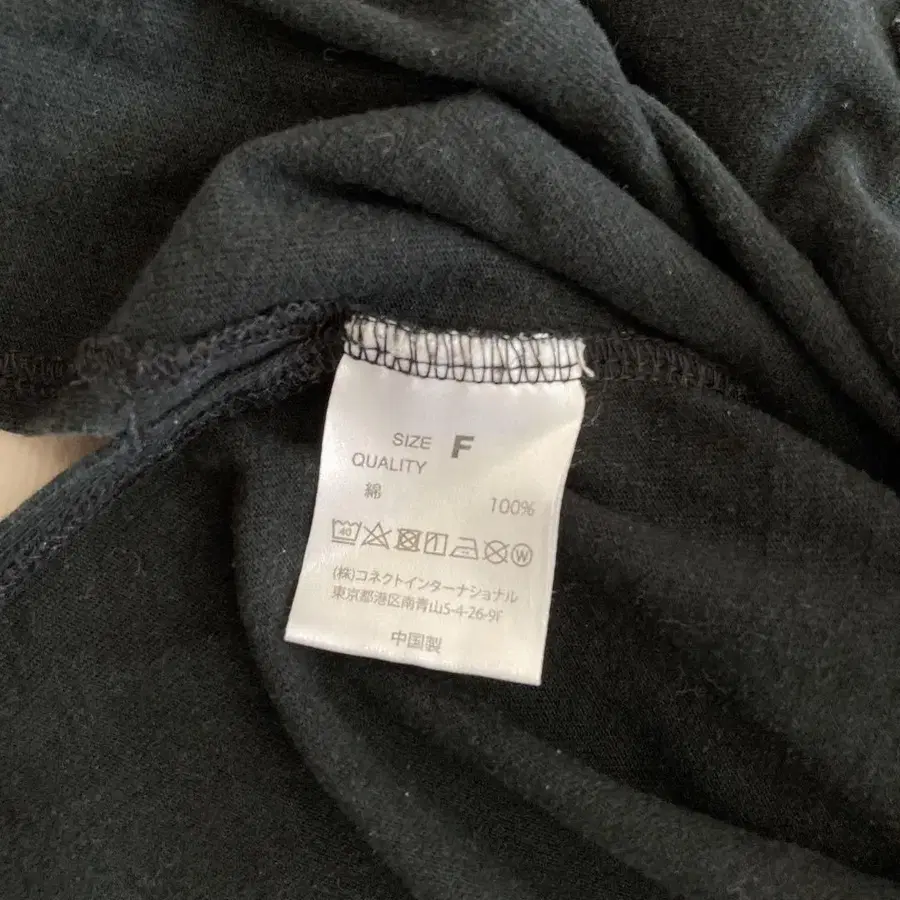 SIZE F
QUALITY
綿 100%
40 W
(株)コネクトインターナショナル
東京都港区南青山5-4-26-9F
中国製